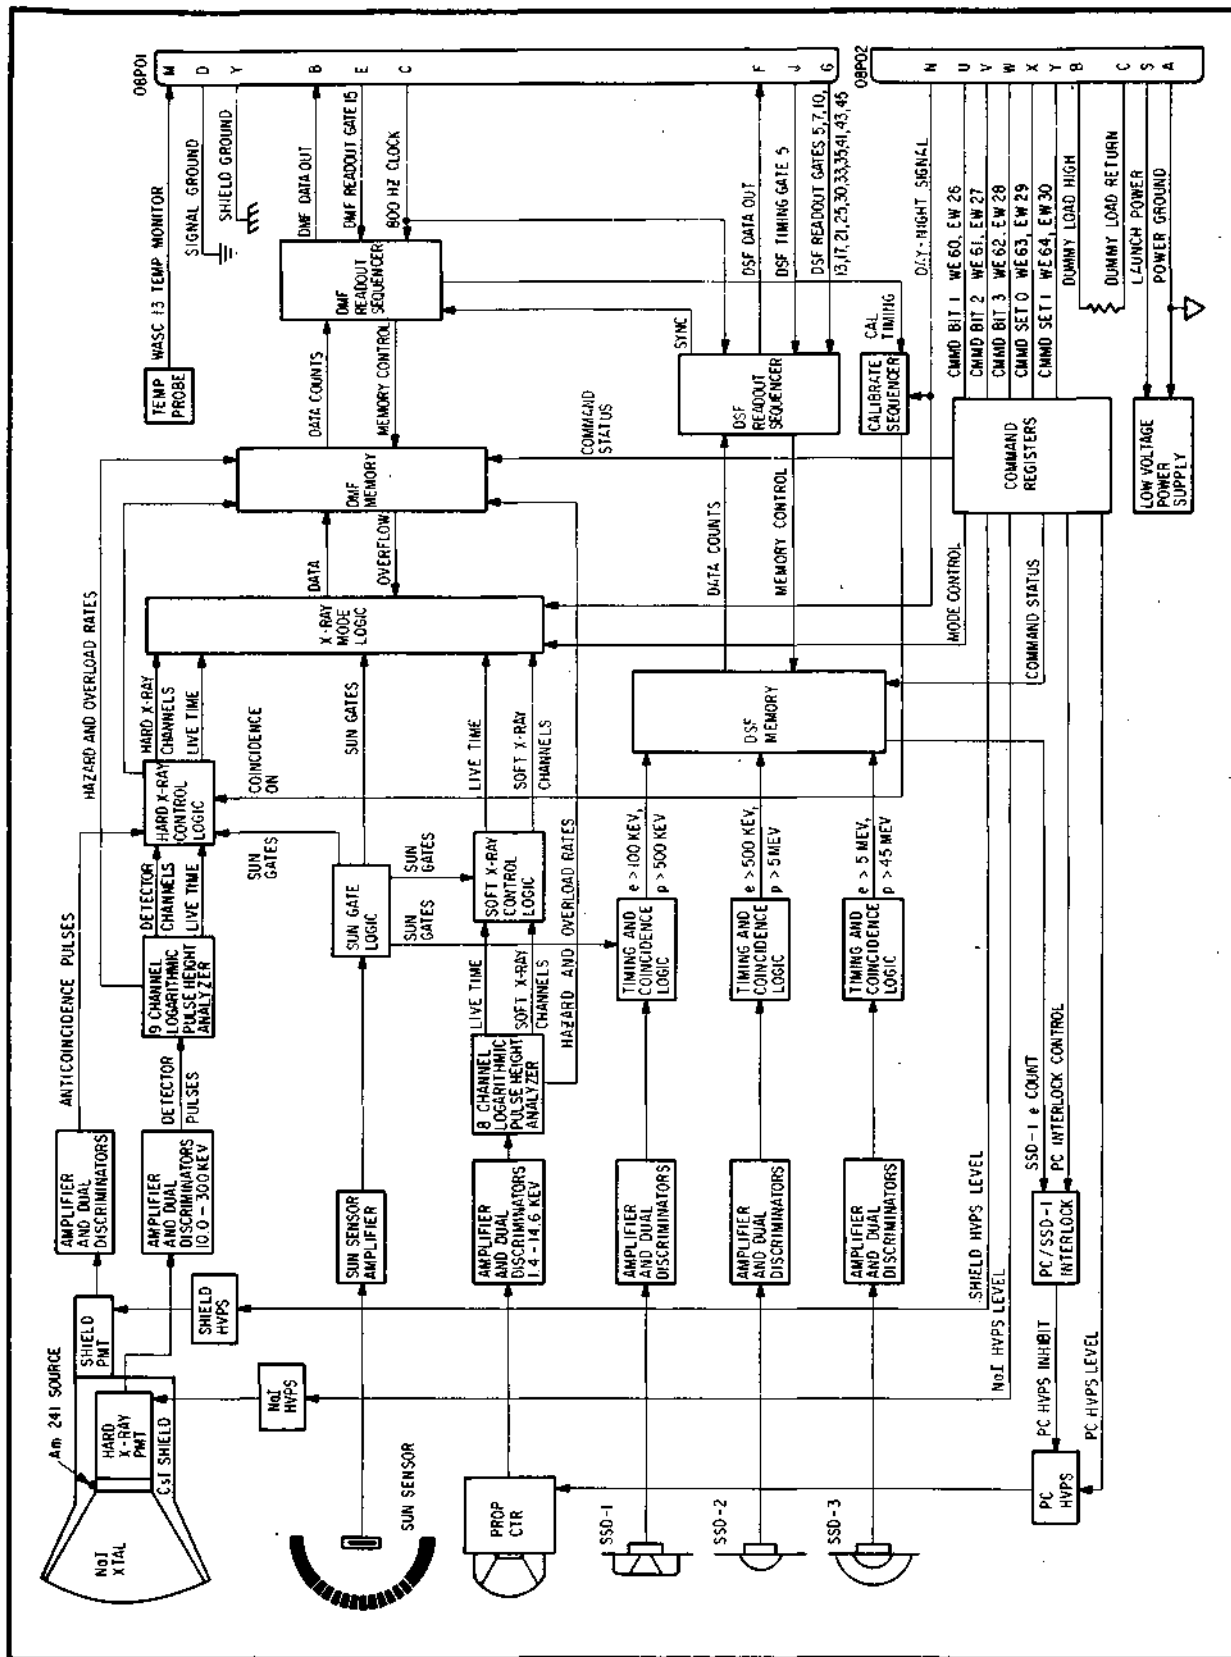 Am 241 SOURCE
NaI
XTAL
HARD
X-RAY
PMT
CsI SHIELD
SHIELD
PMT
SHIELD
HVPS
NaI
HVPS
AMPLIFIER
AND DUAL
DISCRIMINATORS
AMPLIFIER
AND DUAL
DISCRIMINATORS
10.0 - 300 KEV
ANTICOINCIDENCE PULSES
DETECTOR
PULSES
9 CHANNEL
LOGARITHMIC
PULSE HEIGHT
ANALYZER
DETECTOR
CHANNELS
LIVE TIME
HARD X-RAY
CONTROL
LOGIC
HAZARD AND OVERLOAD RATES
HARD X-RAY
CHANNELS
LIVE TIME
COINCIDENCE
ON
SUN
GATES
SUN SENSOR
SUN SENSOR
AMPLIFIER
SUN GATE
LOGIC
SUN GATES
SUN
GATES
SUN
GATES
X-RAY
MODE
LOGIC
DATA
OVERFLOW
DMF
MEMORY
DATA COUNTS
MEMORY CONTROL
DMF
READOUT
SEQUENCER
TEMP
PROBE
WASC 13 TEMP MONITOR
SIGNAL GROUND
SHIELD GROUND
DMF DATA OUT
DMF READOUT GATE 15
800 HZ CLOCK
08P01
M
D
Y
B
E
C
F
J
G
PROP
CTR
AMPLIFIER
AND DUAL
DISCRIMINATORS
1.4 - 14.6 KEV
8 CHANNEL
LOGARITHMIC
PULSE HEIGHT
ANALYZER
LIVE TIME
SOFT X-RAY
CHANNELS
HAZARD AND OVERLOAD RATES
SOFT X-RAY
CONTROL
LOGIC
LIVE TIME
SOFT X-RAY
CHANNELS
COMMAND
STATUS
SYNC
SSD-1
AMPLIFIER
AND DUAL
DISCRIMINATORS
TIMING AND
COINCIDENCE
LOGIC
e > 100 KEV,
p > 500 KEV
SSD-2
AMPLIFIER
AND DUAL
DISCRIMINATORS
TIMING AND
COINCIDENCE
LOGIC
e > 500 KEV,
p > 5 MEV
SSD-3
AMPLIFIER
AND DUAL
DISCRIMINATORS
TIMING AND
COINCIDENCE
LOGIC
e > 5 MEV,
p > 45 MEV
DSF
MEMORY
DATA COUNTS
MEMORY CONTROL
DSF
READOUT
SEQUENCER
DSF DATA OUT
DSF TIMING GATE 5
DSF READOUT GATES 5,7,10,
13,17,21,25,30,33,35,41,43,45
CAL
TIMING
CALIBRATE
SEQUENCER
DAY-NIGHT SIGNAL
SHIELD HVPS LEVEL
NaI HVPS LEVEL
SSD-1 e COUNT
PC INTERLOCK CONTROL
PC/SSD-1
INTERLOCK
PC HVPS INHIBIT
PC HVPS LEVEL
PC
HVPS
MODE CONTROL
COMMAND STATUS
COMMAND
REGISTERS
CMMD BIT 1 WE 60, EW 26
CMMD BIT 2 WE 61, EW 27
CMMD BIT 3 WE 62, EW 28
CMMD SET 0 WE 63, EW 29
CMMD SET 1 WE 64, EW 30
DUMMY LOAD HIGH
DUMMY LOAD RETURN
LAUNCH POWER
POWER GROUND
LOW VOLTAGE
POWER
SUPPLY
08P02
N
U
V
W
X
Y
B
C
S
A